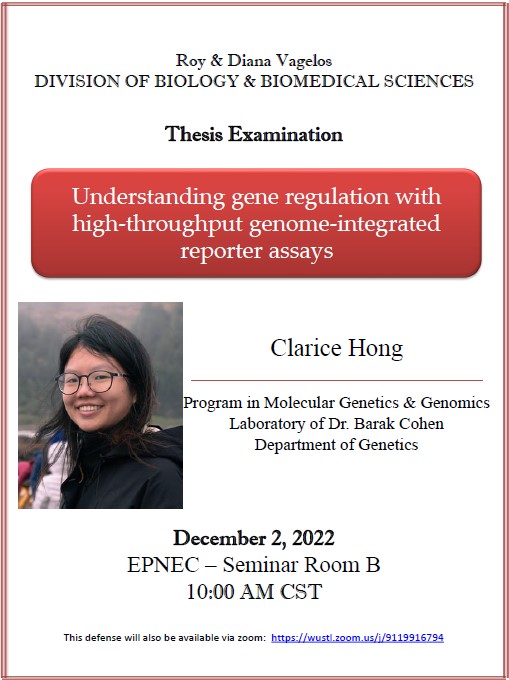 Roy & Diana Vagelos
DIVISION OF BIOLOGY & BIOMEDICAL SCIENCES
Thesis Examination
Understanding gene regulation with
high-throughput genome-integrated
reporter assays
Clarice Hong
Program in Molecular Genetics & Genomics
Laboratory of Dr. Barak Cohen
Department of Genetics
December 2, 2022
EPNEC – Seminar Room B
10:00 AM CST
This defense will also be available via zoom: https://wustl.zoom.us/j/9119916794